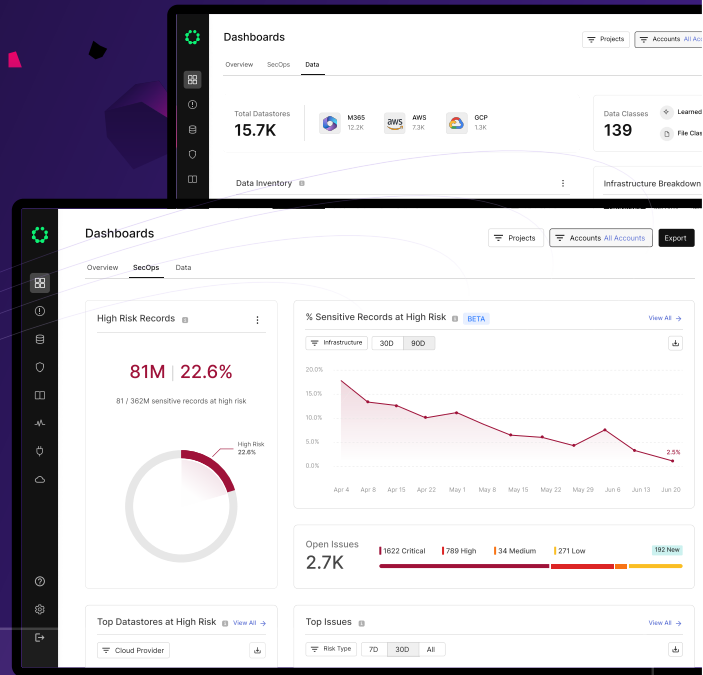 Dashboards
Projects
Accounts All Acc
Overview SecOps Data
Total Datastores
15.7K
M365
12.2K
aws
AWS
7.3K
GCP
1.3K
Data Classes
139
Learned
File Clas
Data Inventory
Infrastructure Breakdown
Dashboards
Projects
Accounts All Accounts
Export
Overview SecOps Data
High Risk Records
81M | 22.6%
81 / 362M sensitive records at high risk
High Risk
22.6%
% Sensitive Records at High Risk BETA
View All →
Infrastructure
30D 90D
20.0%
15.0%
10.0%
5.0%
0.0%
2.5%
Apr 4 Apr 8 Apr 15 Apr 22 May 1 May 8 May 15 May 22 May 29 Jun 6 Jun 13 Jun 20
Open Issues
2.7K
1622 Critical 789 High 34 Medium 271 Low
192 New
Top Datastores at High Risk View All →
Cloud Provider
Top Issues View All →
Risk Type 7D 30D All